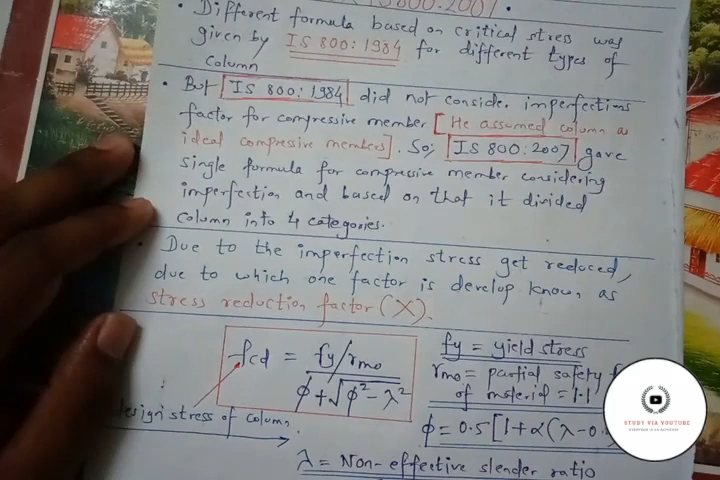 800:2007.
• Different formula based on critical stress was
given by IS 800:1984 for different types of
column
• But IS 800:1984 did not consider imperfections
factor for compressive member [He assumed column as
ideal compressive members]. So; IS 800:2007 gave
single formula for compressive member considering
imperfection and based on that it divided
column into 4 categories.
• Due to the imperfection stress get reduced,
due to which one factor is develop known as
stress reduction factor (X).
fcd = fy/rmo
ϕ+√ϕ²-λ²
design stress of column.
fy = yield stress
rmo = partial safety f
of material = 1.1
ϕ = 0.5[1+α(λ-0.
λ = Non-effective slender ratio
STUDY VIA YOUTUBE